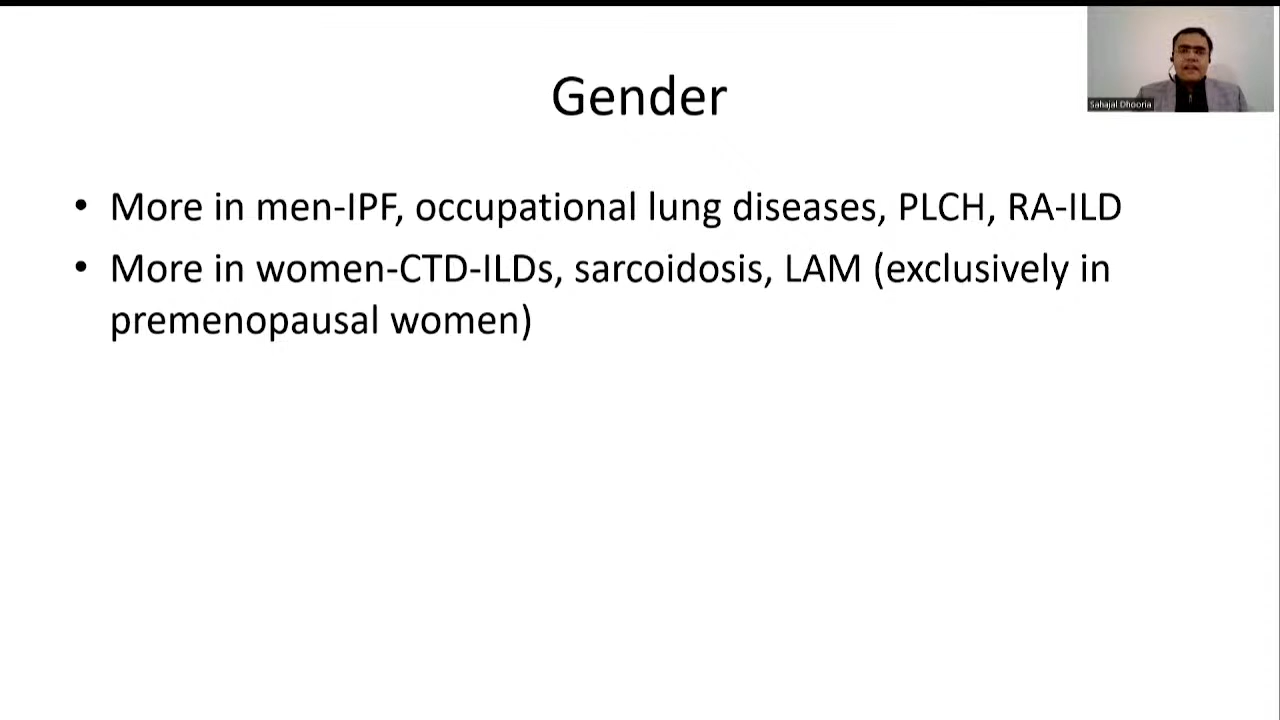 Gender
Sahajal Dhooria
• More in men-IPF, occupational lung diseases, PLCH, RA-ILD
• More in women-CTD-ILDs, sarcoidosis, LAM (exclusively in
premenopausal women)